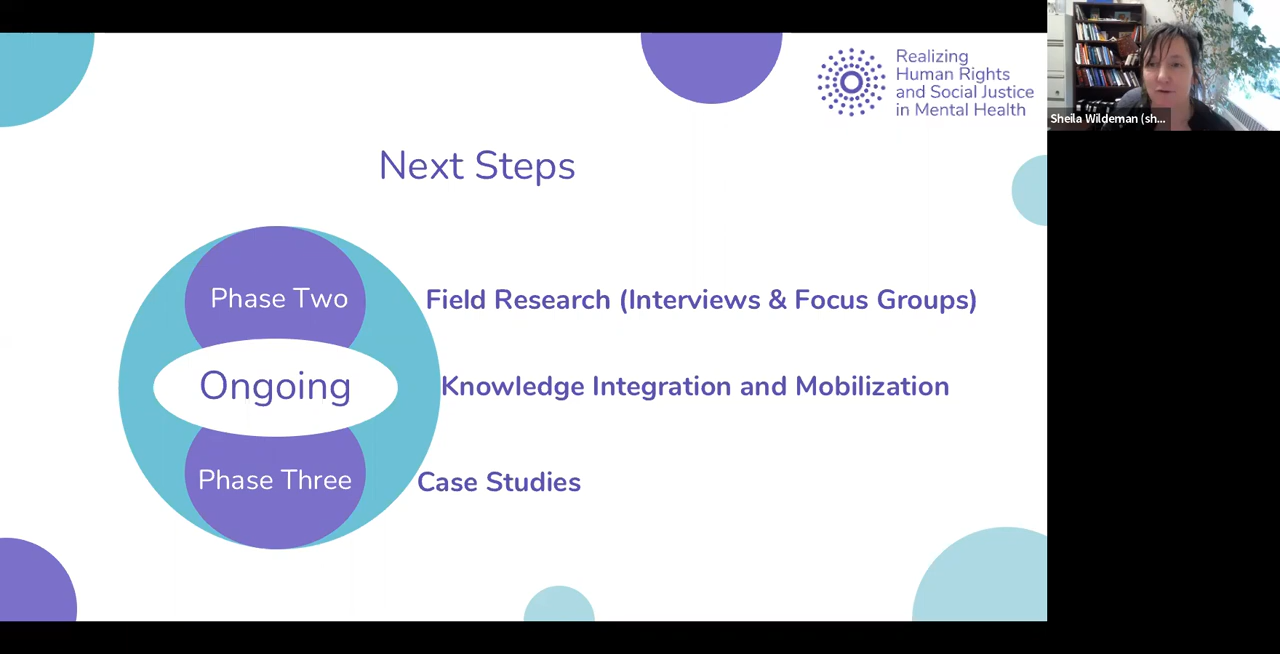 Realizing
Human Rights
and Social Justice
in Mental Health
Sheila Wildeman (sh...
Next Steps
Phase Two
Field Research (Interviews & Focus Groups)
Ongoing
Knowledge Integration and Mobilization
Phase Three
Case Studies